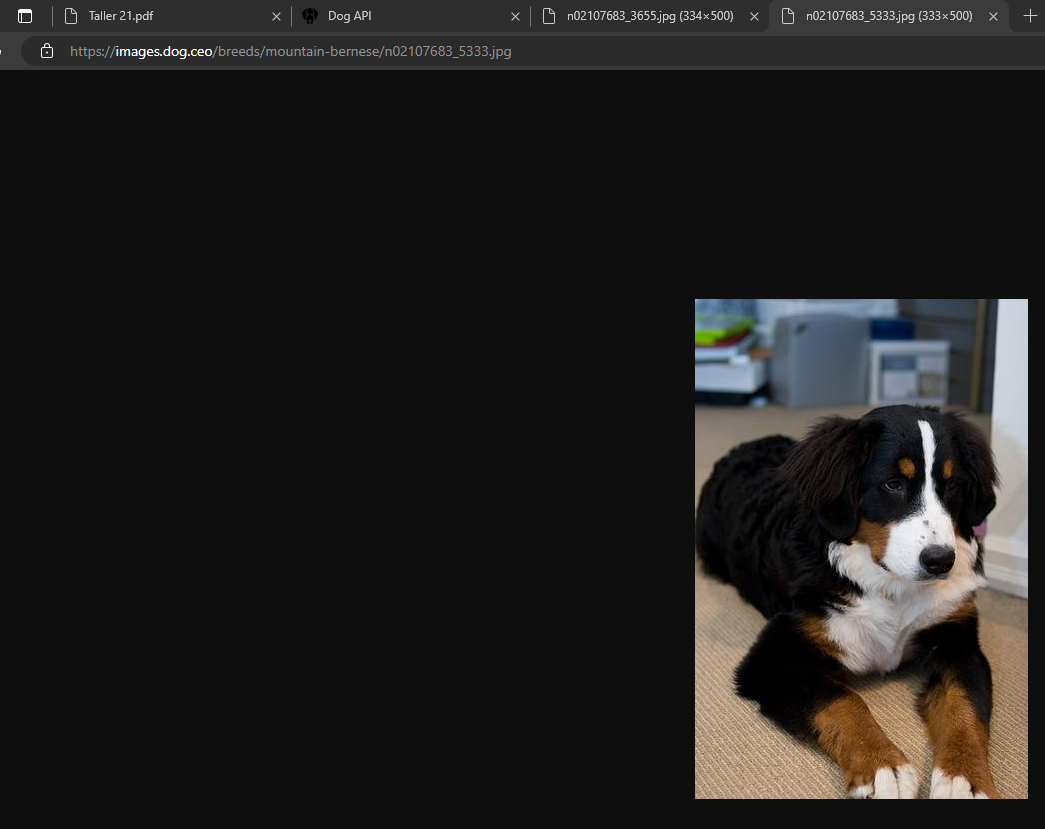 Taller 21.pdf
Dog API
n02107683_3655.jpg (334×500)
n02107683_5333.jpg (333×500)
https://images.dog.ceo/breeds/mountain-bernese/n02107683_5333.jpg